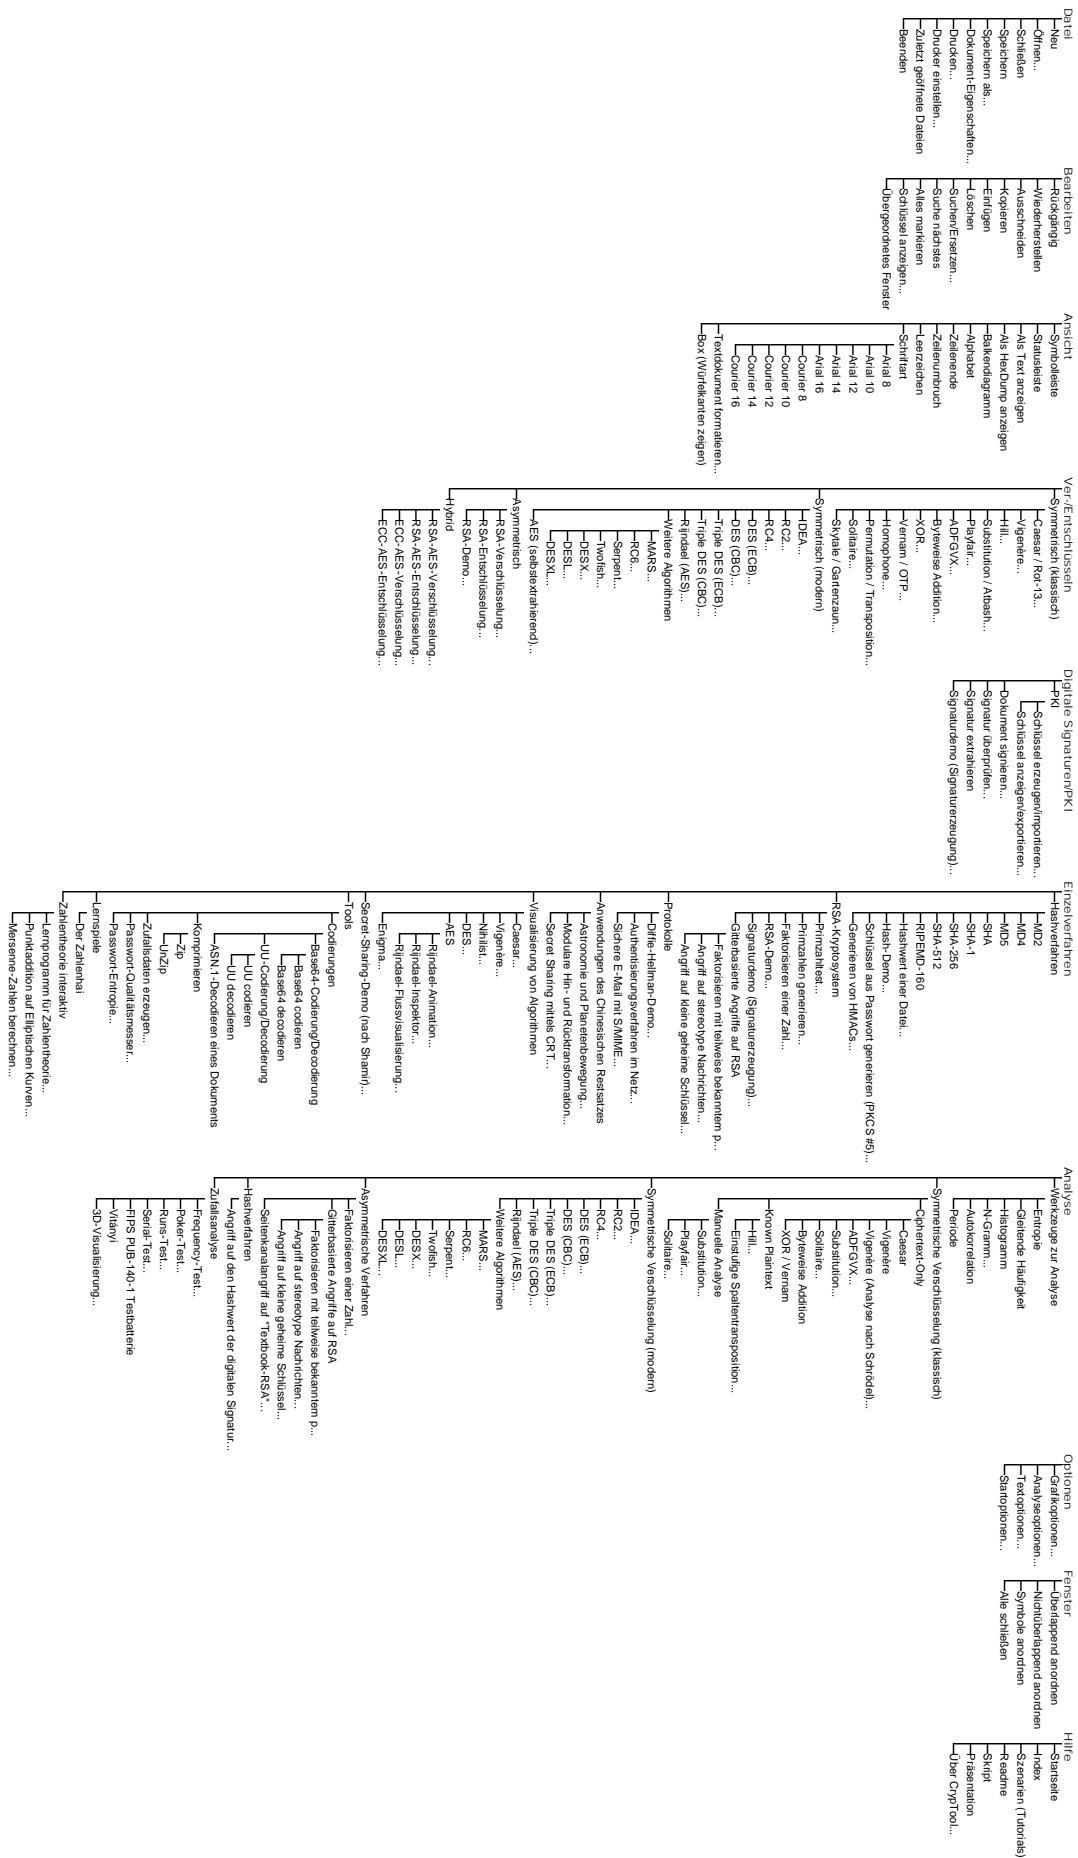 Datei
Neu
Öffnen...
Schließen
Speichern
Speichern als...
Dokument-Eigenschaften...
Drucken...
Drucker einstellen...
Zuletzt geöffnete Dateien
Beenden
Bearbeiten
Rückgängig
Wiederherstellen
Ausschneiden
Kopieren
Einfügen
Löschen
Suchen/Ersetzen...
Suche nächstes
Alles markieren
Schlüssel anzeigen...
Übergeordnetes Fenster
Ansicht
Symbolleiste
Statusleiste
Als Text anzeigen
Als HexDump anzeigen
Balkendiagramm
Alphabet
Zeilenende
Zeilenumbruch
Leerzeichen
Schriftart
Arial 8
Arial 10
Arial 12
Arial 14
Arial 16
Courier 8
Courier 10
Courier 12
Courier 14
Courier 16
Textdokument formatieren...
Box (Würfelkanten zeigen)
Ver-/Entschlüsseln
Symmetrisch (klassisch)
Caesar / Rot-13...
Vigenère...
Hill...
Substitution / Atbash...
Playfair...
ADFGVX...
Byteweise Addition...
XOR...
Vernam / OTP...
Homophone...
Permutation / Transposition...
Solitaire...
Skytale / Gartenzaun...
Symmetrisch (modern)
IDEA...
RC2...
RC4...
DES (ECB)...
DES (CBC)...
Triple DES (ECB)...
Triple DES (CBC)...
Rijndael (AES)...
Weitere Algorithmen
MARS...
RC6...
Serpent...
Twofish...
DESX...
DESL...
DESXL...
AES (selbstextrahierend)...
Asymmetrisch
RSA-Verschlüsselung...
RSA-Entschlüsselung...
RSA-Demo...
Hybrid
RSA-AES-Verschlüsselung...
RSA-AES-Entschlüsselung...
ECC-AES-Verschlüsselung...
ECC-AES-Entschlüsselung...
Digitale Signaturen/PKI
PKI
Schlüssel erzeugen/importieren...
Schlüssel anzeigen/exportieren...
Dokument signieren...
Signatur überprüfen...
Signatur extrahieren
Signaturdemo (Signaturerzeugung)...
Einzelverfahren
Hashverfahren
MD2
MD4
MD5
SHA
SHA-1
SHA-256
SHA-512
RIPEMD-160
Hashwert einer Datei...
Hash-Demo...
Schlüssel aus Passwort generieren (PKCS #5)...
Generieren von HMACs...
RSA-Kryptosystem
Primzahltest...
Primzahlen generieren...
Faktorisieren einer Zahl...
RSA-Demo...
Signaturdemo (Signaturerzeugung)...
Gitterbasierte Angriffe auf RSA
Faktorisieren mit teilweise bekanntem p...
Angriff auf stereotype Nachrichten...
Angriff auf kleine geheime Schlüssel...
Protokolle
Diffie-Hellman-Demo...
Authentisierungsverfahren im Netz...
Sichere E-Mail mit S/MIME...
Anwendungen des Chinesischen Restsatzes
Astronomie und Planetenbewegung...
Modulare Hin- und Rücktransformation...
Secret Sharing mittels CRT...
Visualisierung von Algorithmen
Caesar...
Vigenère...
Nihilist...
DES...
AES
Rijndael-Animation...
Rijndael-Inspektor...
Rijndael-Flussvisualisierung...
Enigma...
Secret-Sharing-Demo (nach Shamir)...
Tools
Codierungen
Base64-Codierung/Decodierung
Base64 codieren
Base64 decodieren
UU-Codierung/Decodierung
UU codieren
UU decodieren
ASN.1-Decodieren eines Dokuments
Komprimieren
Zip
UnZip
Zufallsdaten erzeugen...
Passwort-Qualitätsmesser...
Passwort-Entropie...
Lernspiele
Der Zahlenhai
Zahlentheorie interaktiv
Lernprogramm für Zahlentheorie...
Punktaddition auf Elliptischen Kurven...
Mersenne-Zahlen berechnen...
Analyse
Werkzeuge zur Analyse
Entropie
Gleitende Häufigkeit
Histogramm
N-Gramm...
Autokorrelation
Periode
Symmetrische Verschlüsselung (klassisch)
Ciphertext-Only
Caesar
Vigenère
Vigenère (Analyse nach Schrödel)...
ADFGVX...
Substitution...
Solitaire...
Byteweise Addition
XOR / Vernam
Known Plaintext
Hill...
Einstufige Spaltentransposition...
Manuelle Analyse
Substitution...
Playfair...
Solitaire...
Symmetrische Verschlüsselung (modern)
IDEA...
RC2...
RC4...
DES (ECB)...
DES (CBC)...
Triple DES (ECB)...
Triple DES (CBC)...
Rijndael (AES)...
Weitere Algorithmen
MARS...
RC6...
Serpent...
Twofish...
DESX...
DESL...
DESXL...
Asymmetrische Verfahren
Faktorisieren einer Zahl...
Gitterbasierte Angriffe auf RSA
Faktorisieren mit teilweise bekanntem p...
Angriff auf stereotype Nachrichten...
Angriff auf kleine geheime Schlüssel...
Seitenkanalangriff auf "Textbook-RSA"...
Hashverfahren
Angriff auf den Hashwert der digitalen Signatur...
Zufallsanalyse
Frequency-Test...
Poker-Test...
Runs-Test...
Serial-Test...
FIPS PUB-140-1 Testbatterie
Vitányi
3D-Visualisierung...
Optionen
Grafikoptionen...
Analyseoptionen...
Textoptionen...
Startoptionen...
Fenster
Überlappend anordnen
Nichtüberlappend anordnen
Symbole anordnen
Alle schließen
Hilfe
Startseite
Index
Szenarien (Tutorials)
Readme
Skript
Präsentation
Über CrypTool...